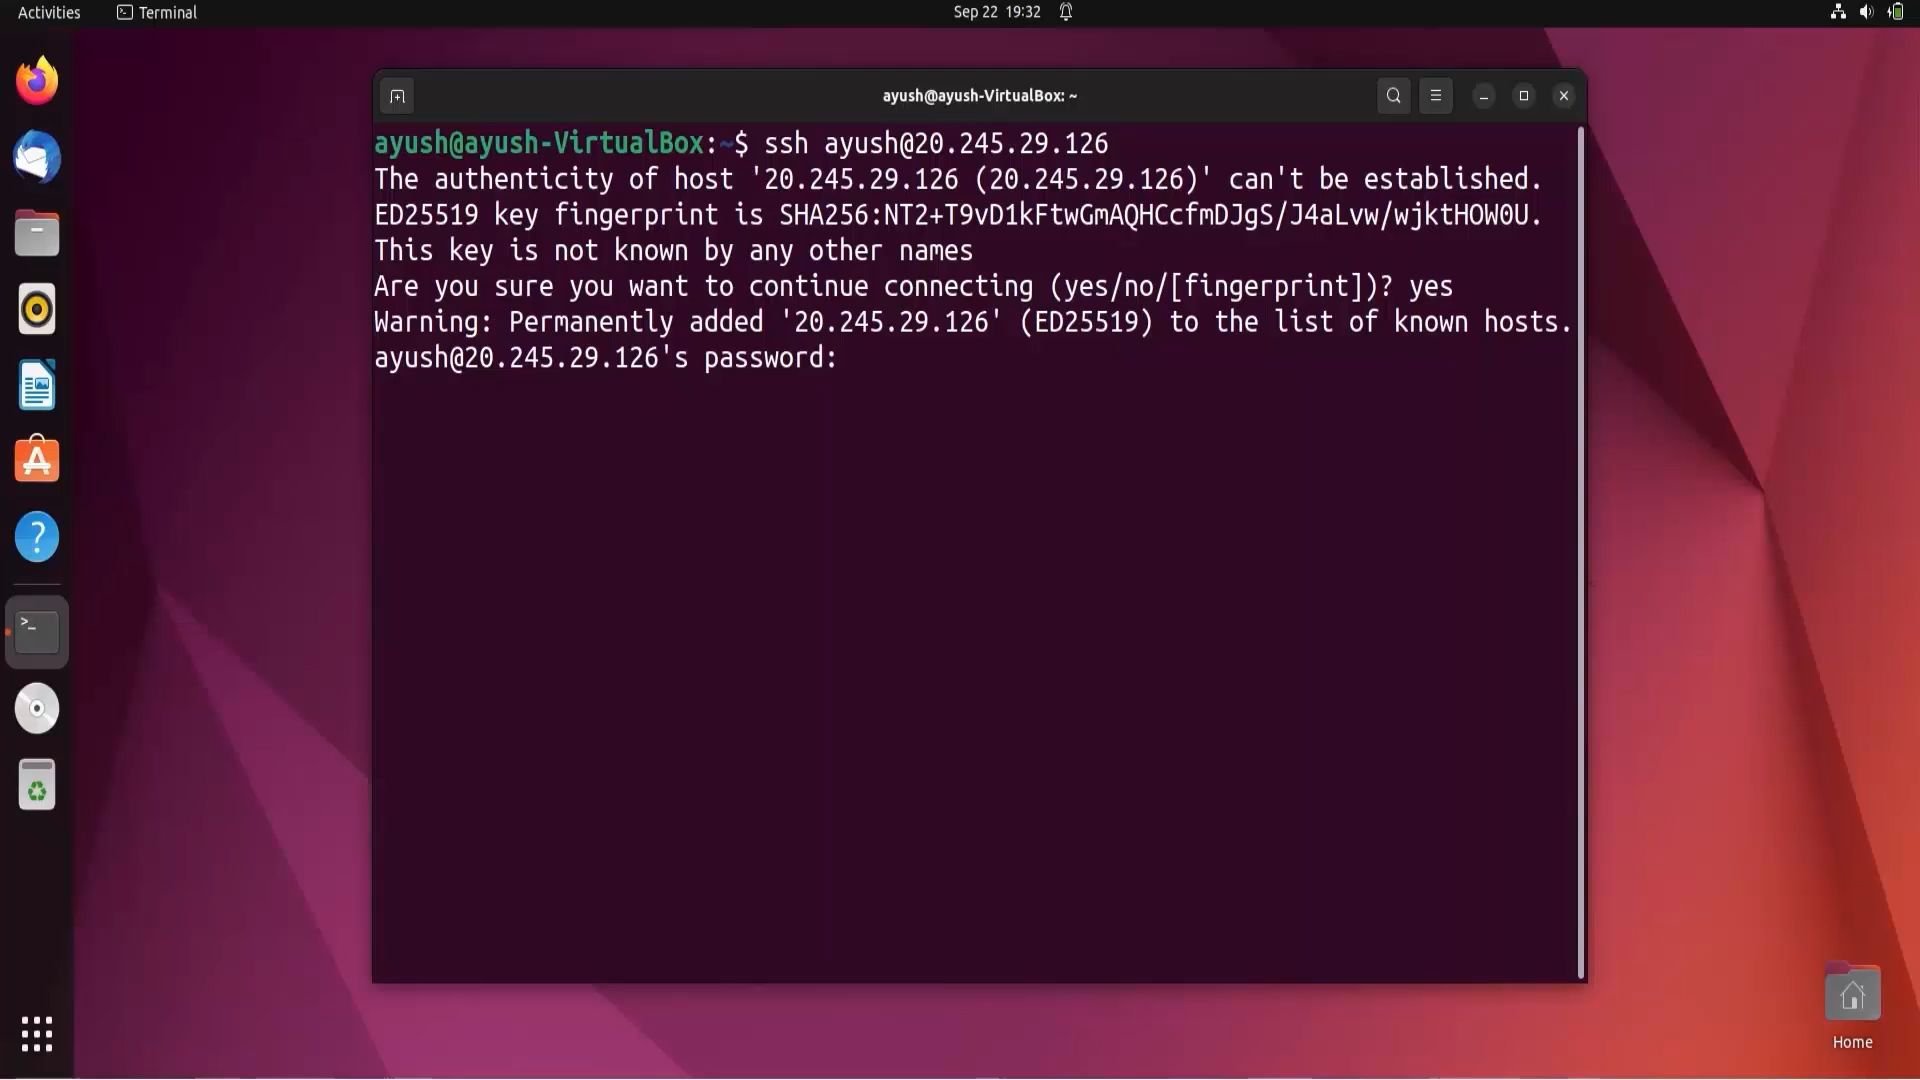 Activities
Terminal
Sep 22 19:32
ayush@ayush-VirtualBox: ~
ayush@ayush-VirtualBox:~$ ssh ayush@20.245.29.126
The authenticity of host '20.245.29.126 (20.245.29.126)' can't be established.
ED25519 key fingerprint is SHA256:NT2+T9vD1kFtwGmAQHCcfmDJgS/J4aLvw/wjktHOW0U.
This key is not known by any other names
Are you sure you want to continue connecting (yes/no/[fingerprint])? yes
Warning: Permanently added '20.245.29.126' (ED25519) to the list of known hosts.
ayush@20.245.29.126's password:
Home